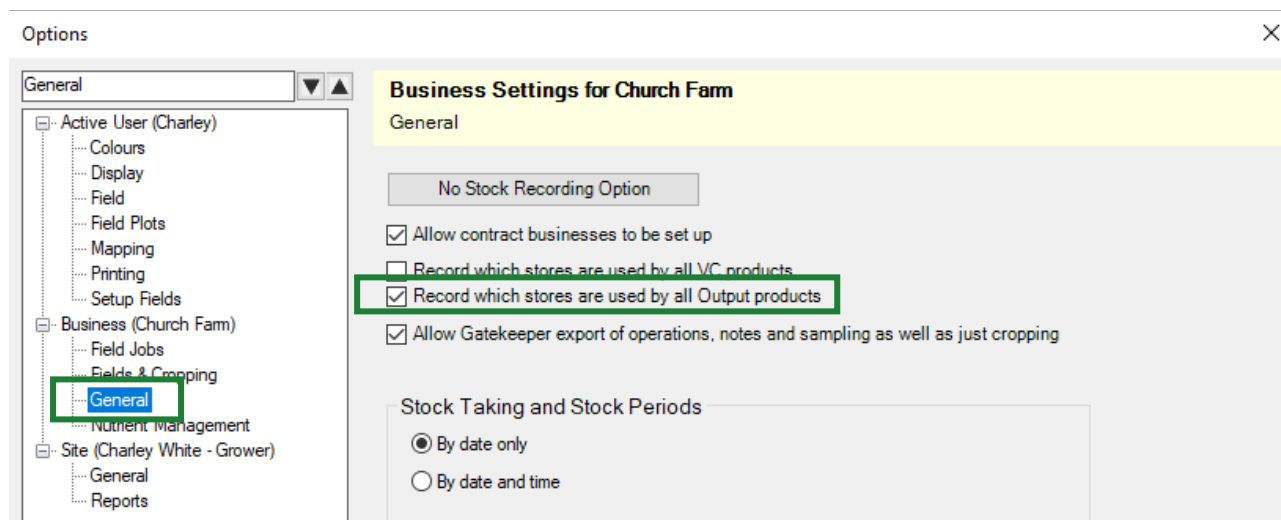 Options
General
Active User (Charley)
Colours
Display
Field
Field Plots
Mapping
Printing
Setup Fields
Business (Church Farm)
Field Jobs
Fields & Cropping
General
Nutrient Management
Site (Charley White - Grower)
General
Reports
Business Settings for Church Farm
General
No Stock Recording Option
Allow contract businesses to be set up
Record which stores are used by all VC products
Record which stores are used by all Output products
Allow Gatekeeper export of operations, notes and sampling as well as just cropping
Stock Taking and Stock Periods
By date only
By date and time